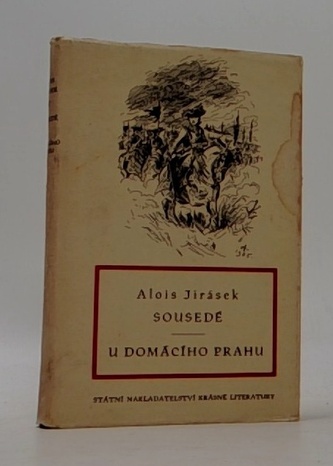 Alois Jirásek
SOUSEDÉ
U DOMÁCÍHO PRAHU
STÁTNÍ NAKLADATELSTVÍ KRÁSNÉ LITERATURY